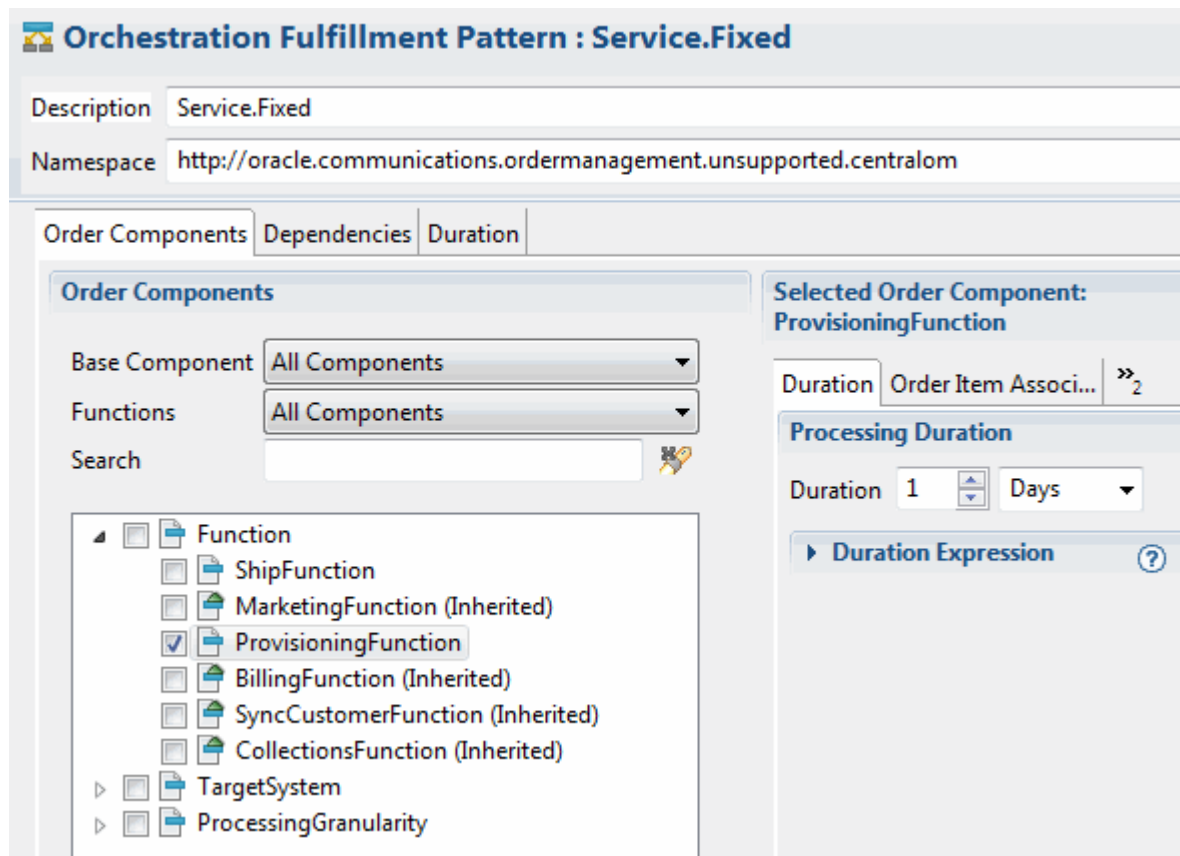 Orchestration Fulfillment Pattern : Service.Fixed
Description Service.Fixed
Namespace http://oracle.communications.ordermanagement.unsupported.centralom
Order Components Dependencies Duration
Order Components
Base Component All Components
Functions All Components
Search
Function
ShipFunction
MarketingFunction (Inherited)
ProvisioningFunction
BillingFunction (Inherited)
SyncCustomerFunction (Inherited)
CollectionsFunction (Inherited)
TargetSystem
ProcessingGranularity
Selected Order Component:
ProvisioningFunction
Duration Order Item Associ... »2
Processing Duration
Duration 1 Days
Duration Expression ?